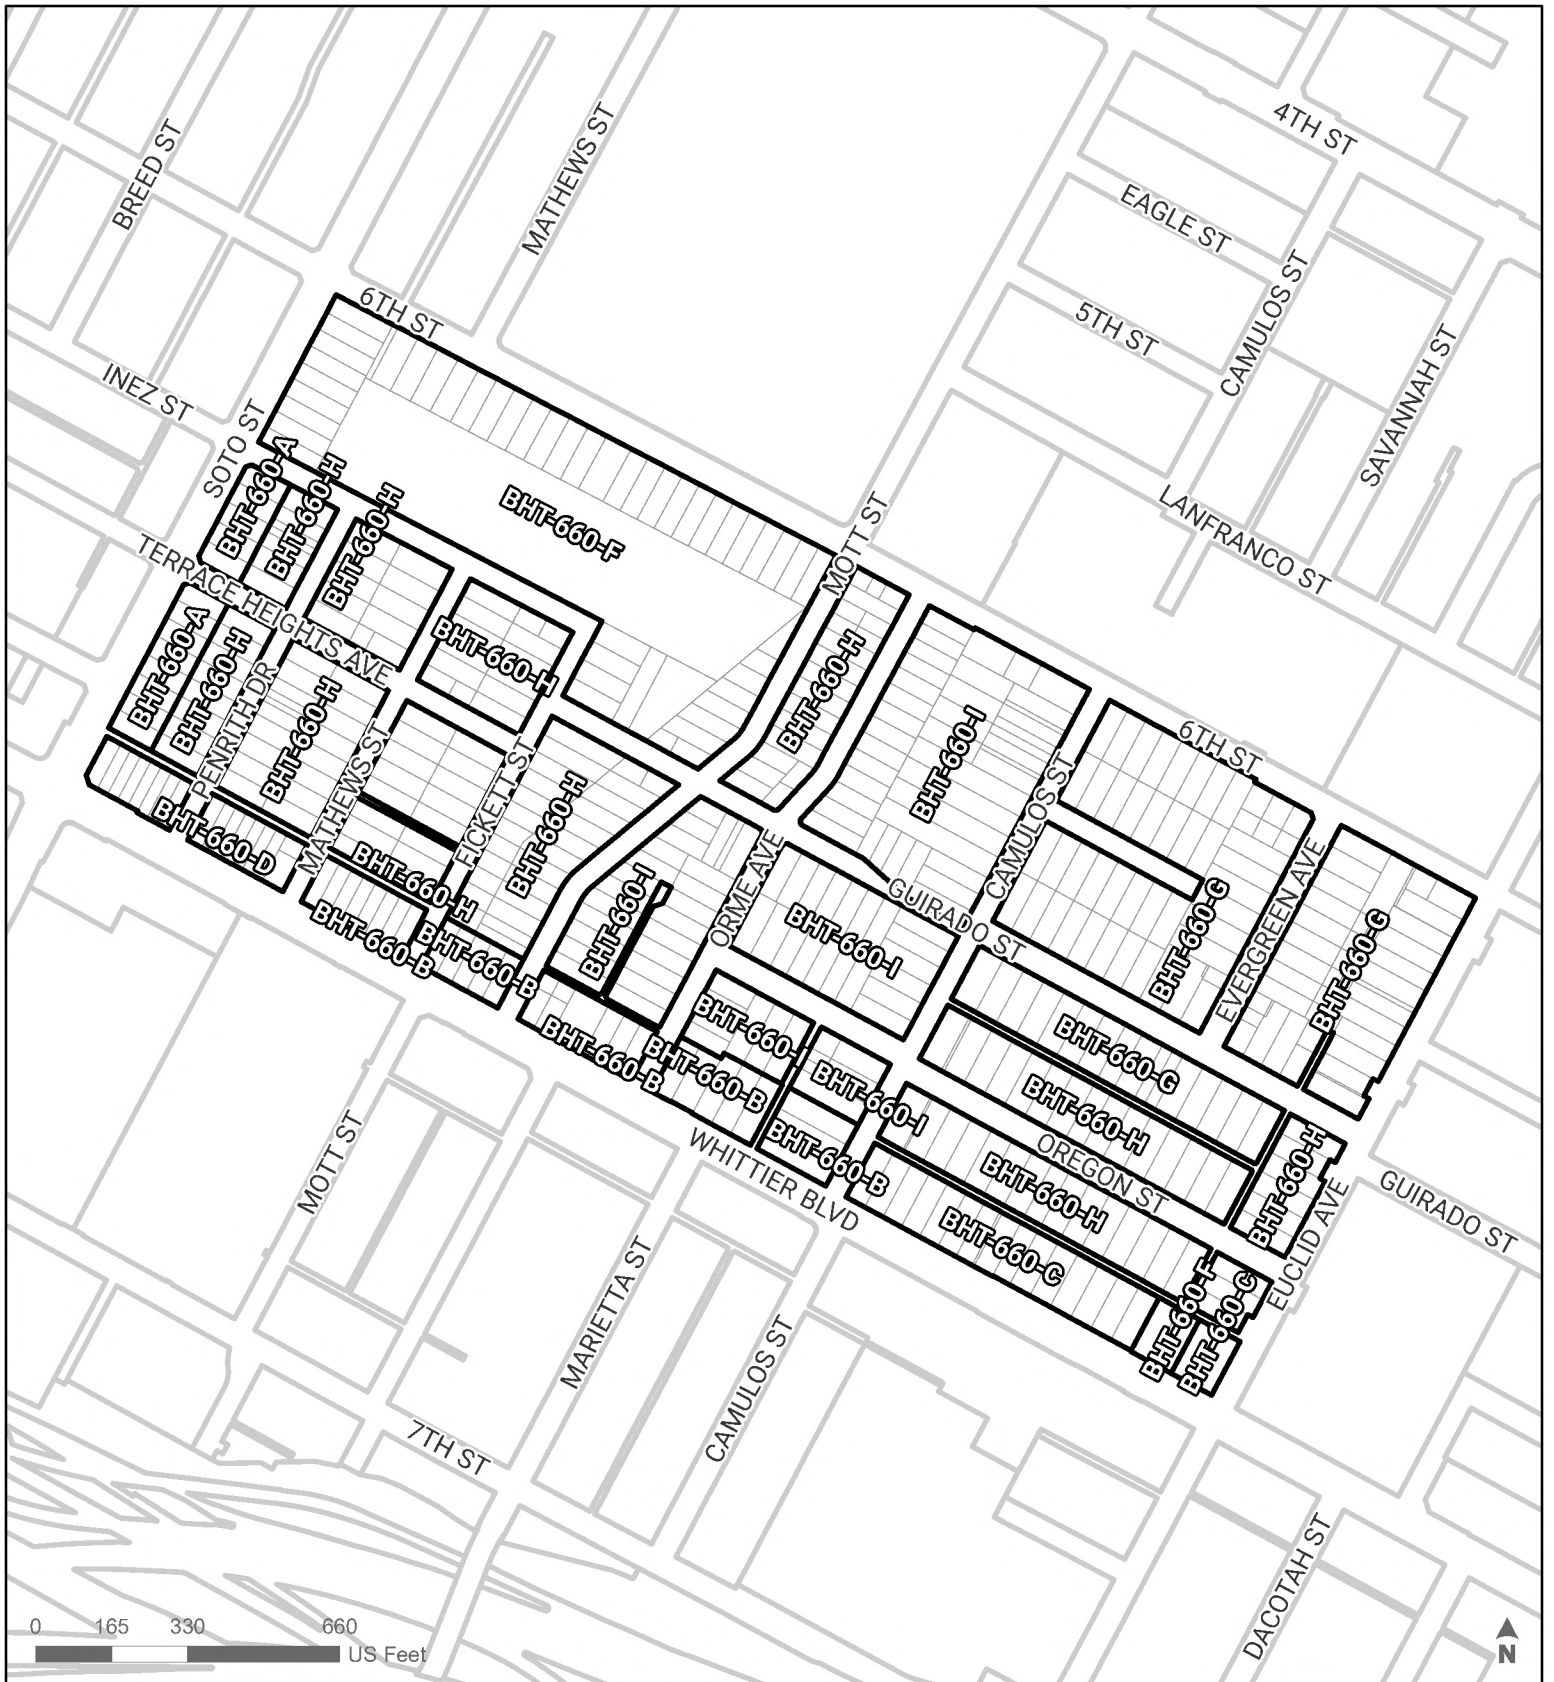 4TH ST
BREED ST
MATHEWS ST
EAGLE ST
CAMULOS ST
6TH ST
5TH ST
SAVANNAH ST
INEZ ST
SOTO ST
BHT-660-A
BHT-660-H
BHT-660-H
BHT-660-F
MOTT ST
LANFRANCO ST
TERRACE HEIGHTS AVE
BHT-660-A
BHT-660-H
BHT-660-H
BHT-660-H
BHT-660-I
6TH ST
PENRITH DR
BHT-660-H
MATHEWS ST
FICKETT ST
BHT-660-H
CAMULOS ST
BHT-660-D
BHT-660-H
BHT-660-B
BHT-660-B
BHT-660-I
ORME AVE
BHT-660-I
GUIRADO ST
BHT-660-G
EVERGREEN AVE
BHT-660-G
BHT-660-B
BHT-660-I
BHT-660-B
BHT-660-I
BHT-660-G
BHT-660-H
BHT-660-B
WHITTIER BLVD
OREGON ST
BHT-660-H
BHT-660-H
EUCLID AVE
GUIRADO ST
MOTT ST
BHT-660-C
BHT-660-F
BHT-660-C
MARIETTA ST
CAMULOS ST
7TH ST
DACOTAH ST
0 165 330 660
US Feet
N